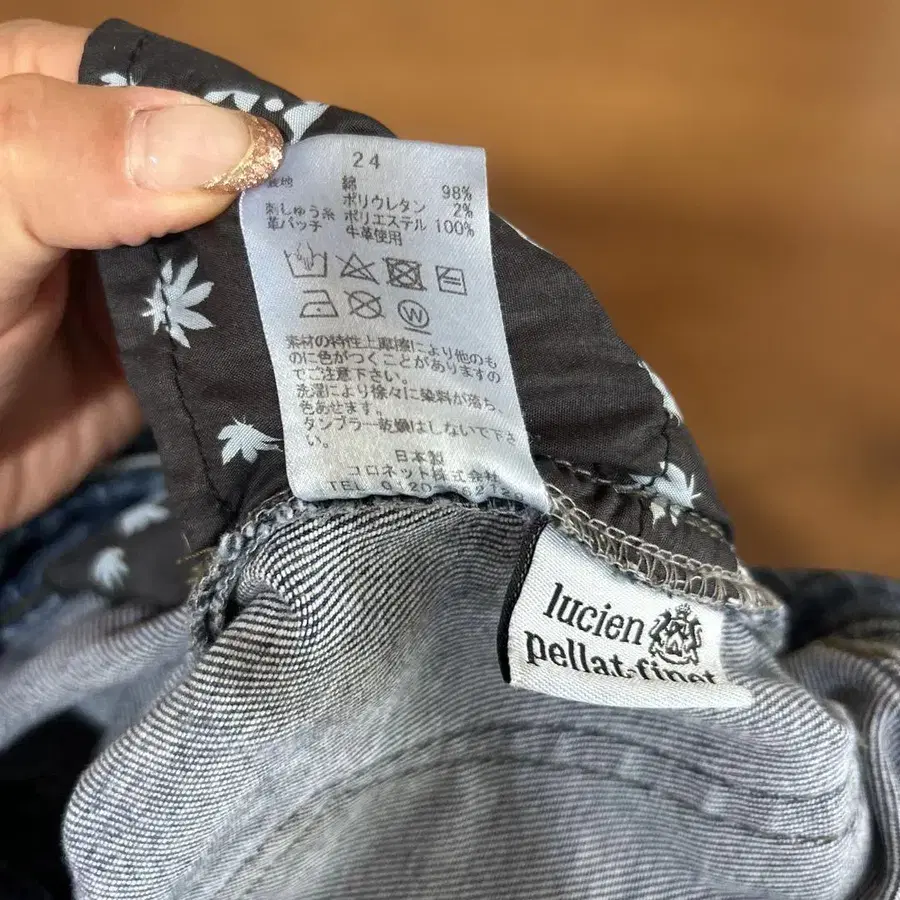 24
表地 綿 98%
ポリウレタン 2%
刺しゅう糸 ポリエステル 100%
革パッチ 牛革使用
W
素材の特性上摩擦により他のも
のに色がつくことがありますの
でご注意下さい。
洗濯により徐々に染料が落ち、
色あせます。
タンブラー乾燥はしないで下さ
い。
日本製
コロネット株式会社
TEL
lucien
pellat-finet